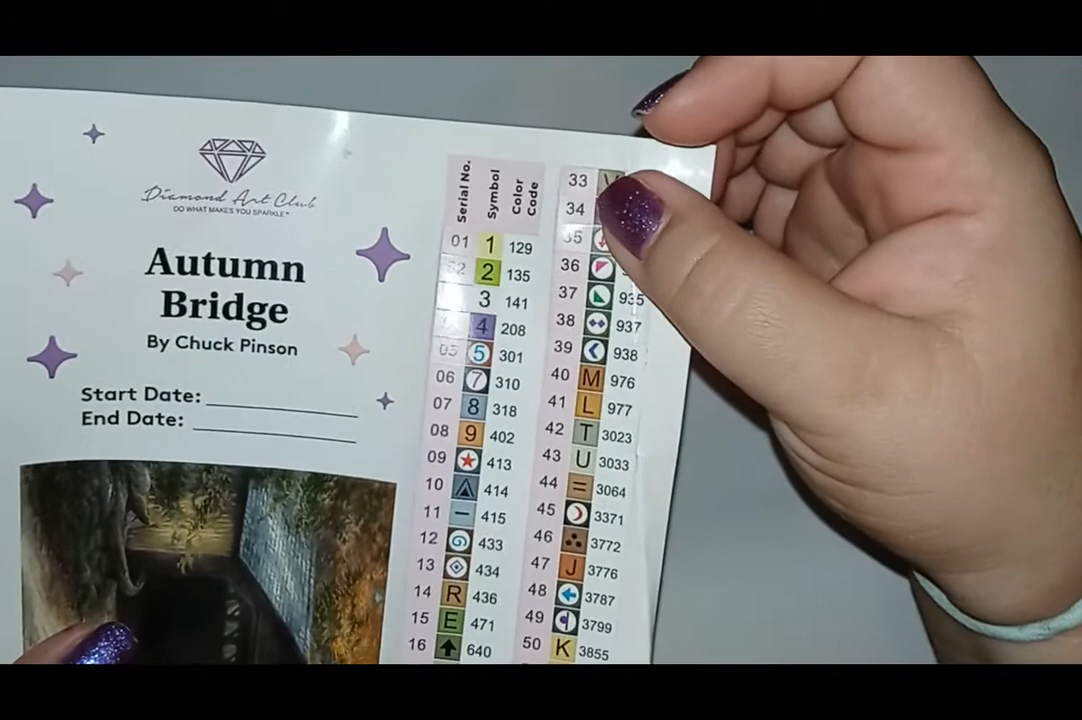 Diamond Art Club
DO WHAT MAKES YOU SPARKLE™
Autumn
Bridge
By Chuck Pinson
Start Date:
End Date:
Serial No. Symbol Color Code
01 1 129
02 2 135
3 141
4 208
05 5 301
06 7 310
07 8 318
08 9 402
09 ★ 413
10 414
11 − 415
12 433
13 434
14 R 436
15 E 471
16 ⬆ 640
33
34
35
36
37 935
38 937
39 938
40 M 976
41 L 977
42 T 3023
43 U 3033
44 = 3064
45 3371
46 3772
47 J 3776
48 3787
49 3799
50 K 3855